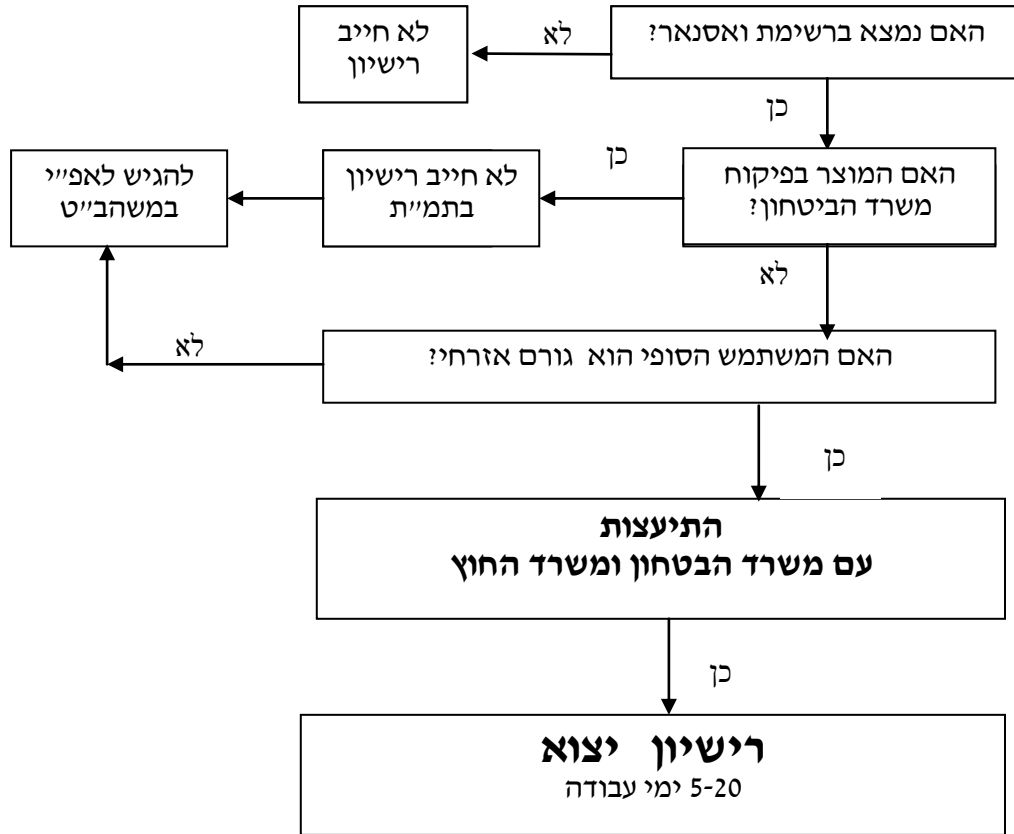 האם נמצא ברשימת ואסנאר?
לא
לא חייב
רישיון
כן
האם המוצר בפיקוח
משרד הביטחון?
כן
לא חייב רישיון
בתמ״ת
להגיש לאפ״י
במשהב״ט
לא
האם המשתמש הסופי הוא גורם אזרחי?
לא
כן
התיעצות
עם משרד הבטחון ומשרד החוץ
כן
רישיון יצוא
5-20 ימי עבודה